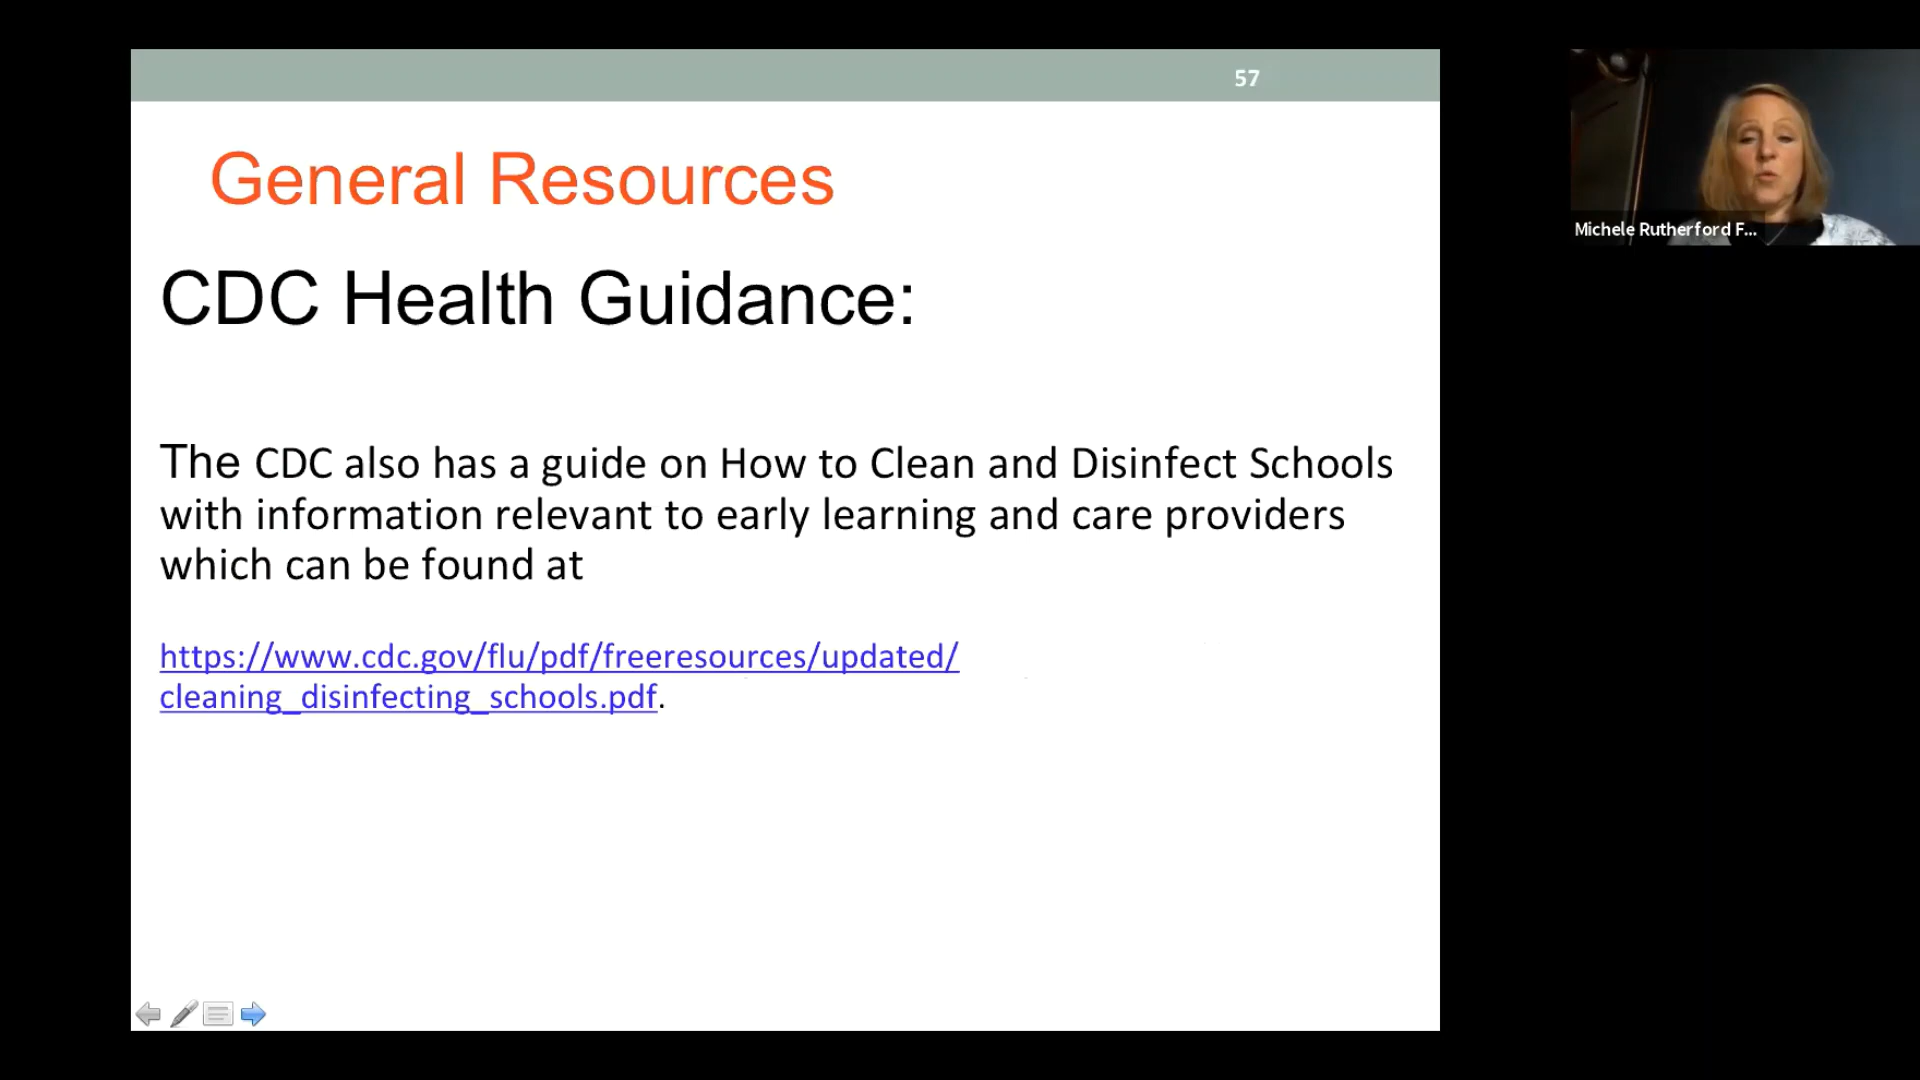 57
General Resources
CDC Health Guidance:
The CDC also has a guide on How to Clean and Disinfect Schools
with information relevant to early learning and care providers
which can be found at
https://www.cdc.gov/flu/pdf/freeresources/updated/
cleaning_disinfecting_schools.pdf.
Michele Rutherford F...